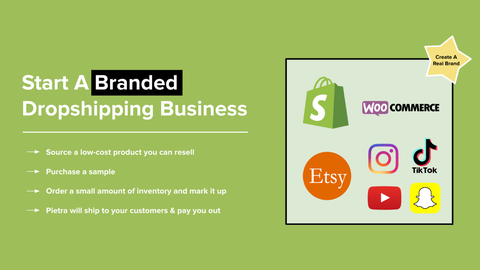 Start A Branded
Dropshipping Business
Source a low-cost product you can resell
Purchase a sample
Order a small amount of inventory and mark it up
Pietra will ship to your customers & pay you out
Create A
Real Brand
S
WOO COMMERCE
Etsy
TikTok